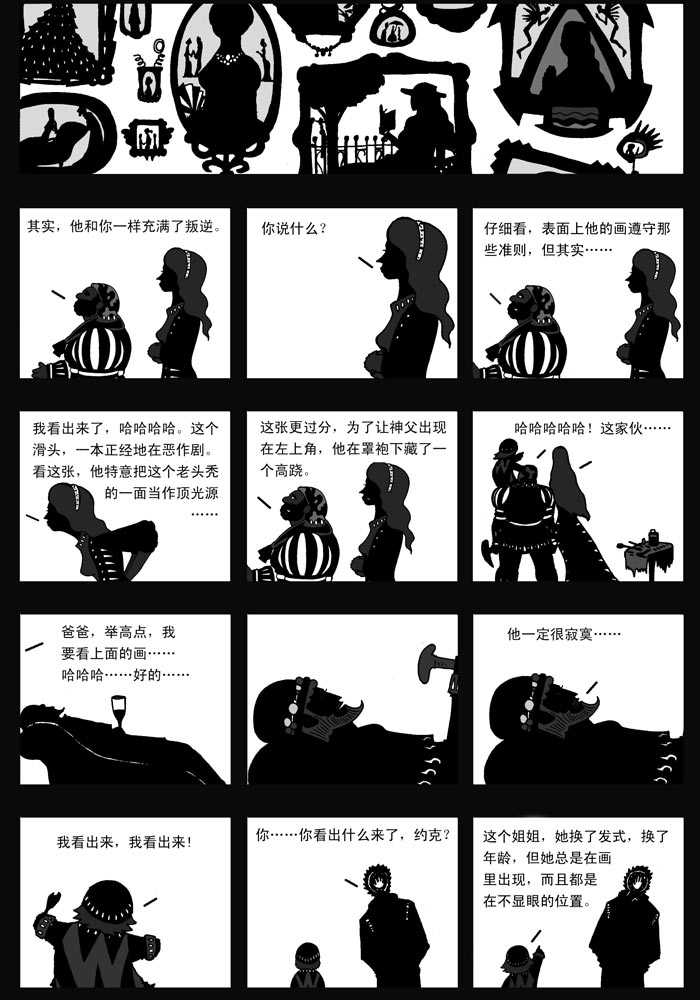 其实，他和你一样充满了叛逆。
你说什么？
仔细看，表面上他的画遵守那
些准则，但其实……
我看出来了，哈哈哈哈。这个
滑头，一本正经地在恶作剧。
看这张，他特意把这个老头秃
的一面当作顶光源
……
这张更过分，为了让神父出现
在左上角，他在罩袍下藏了一
个高跷。
哈哈哈哈哈！这家伙……
爸爸，举高点，我
要看上面的画……
哈哈哈……好的……
他一定很寂寞……
我看出来，我看出来！
你……你看出什么来了，约克？
这个姐姐，她换了发式，换了
年龄，但她总是在画
里出现，而且都是
在不显眼的位置。
W